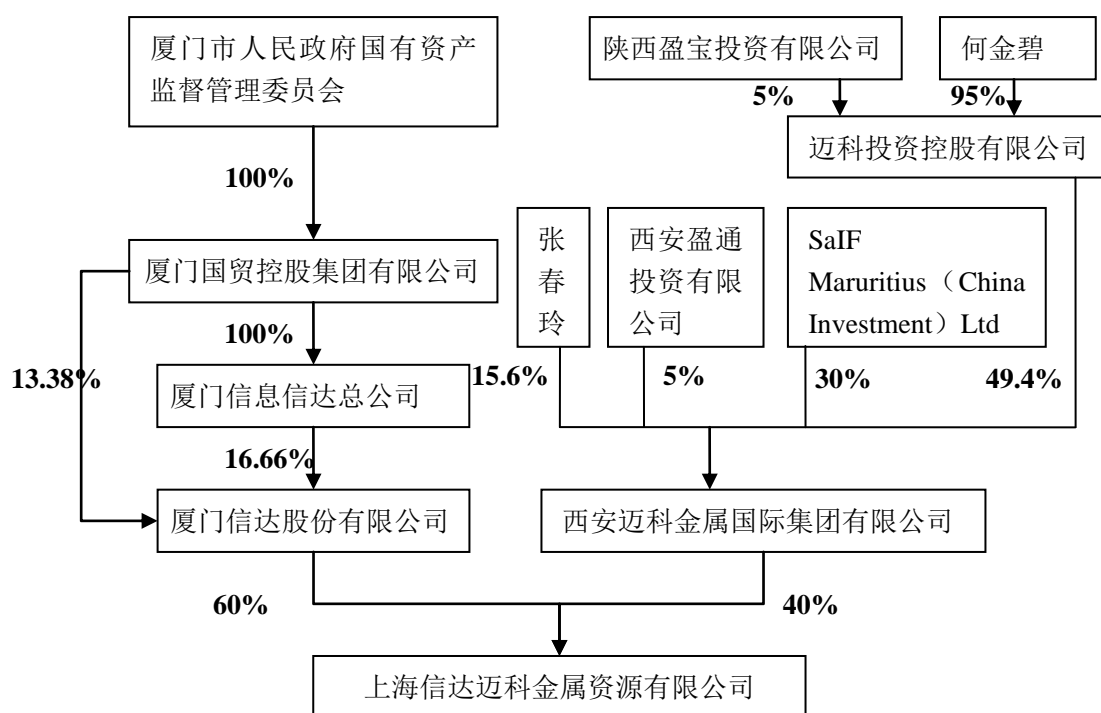 厦门市人民政府国有资产
监督管理委员会
陕西盈宝投资有限公司
何金碧
5%
95%
迈科投资控股有限公司
100%
厦门国贸控股集团有限公司
张
春
玲
西安盈通
投资有限
公司
SaIF
Maruritius（China
Investment）Ltd
100%
13.38%
15.6%
5%
30%
49.4%
厦门信息信达总公司
16.66%
厦门信达股份有限公司
西安迈科金属国际集团有限公司
60%
40%
上海信达迈科金属资源有限公司